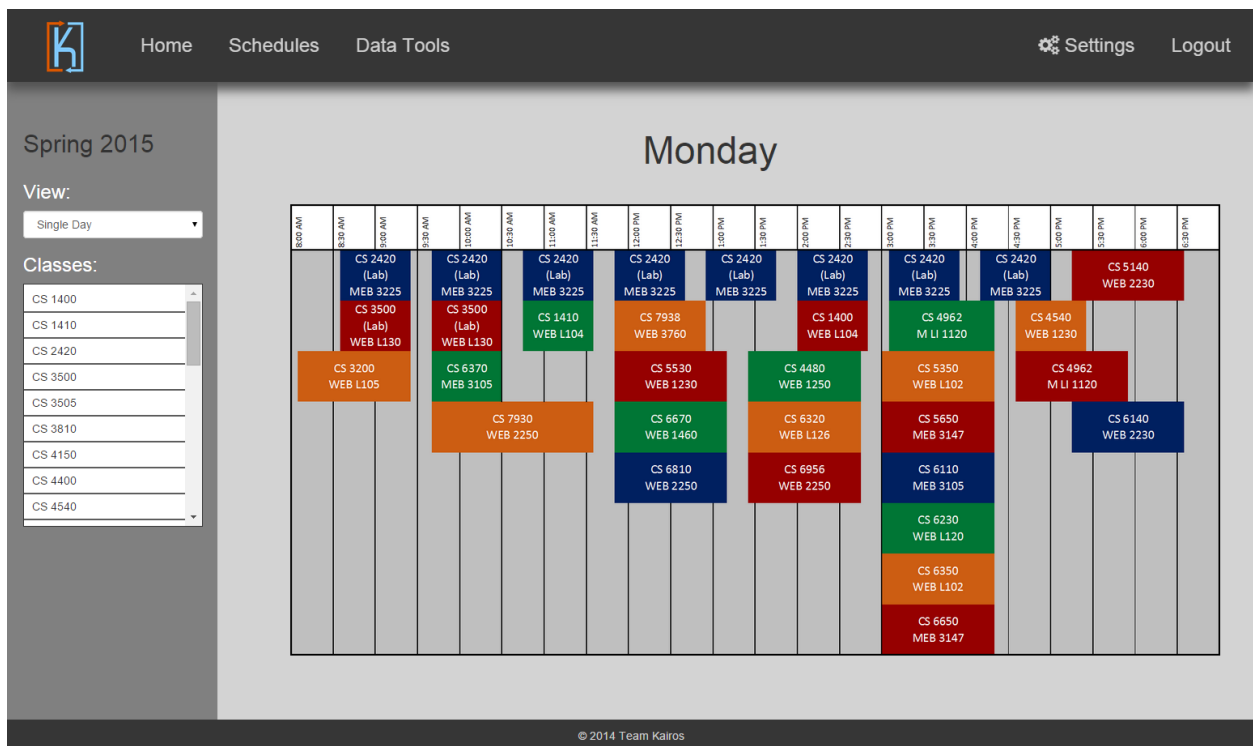 K
Home
Schedules
Data Tools
Settings
Logout
Spring 2015
View:
Single Day
Classes:
CS 1400
CS 1410
CS 2420
CS 3500
CS 3505
CS 3810
CS 4150
CS 4400
CS 4540
Monday
8:00 AM
8:30 AM
9:00 AM
9:30 AM
10:00 AM
10:30 AM
11:00 AM
11:30 AM
12:00 PM
12:30 PM
1:00 PM
1:30 PM
2:00 PM
2:30 PM
3:00 PM
3:30 PM
4:00 PM
4:30 PM
5:00 PM
5:30 PM
6:00 PM
6:30 PM
CS 2420
(Lab)
MEB 3225
CS 2420
(Lab)
MEB 3225
CS 2420
(Lab)
MEB 3225
CS 2420
(Lab)
MEB 3225
CS 2420
(Lab)
MEB 3225
CS 2420
(Lab)
MEB 3225
CS 2420
(Lab)
MEB 3225
CS 2420
(Lab)
MEB 3225
CS 5140
WEB 2230
CS 3500
(Lab)
WEB L130
CS 3500
(Lab)
WEB L130
CS 1410
WEB L104
CS 7938
WEB 3760
CS 1400
WEB L104
CS 4962
M LI 1120
CS 4540
WEB 1230
CS 3200
WEB L105
CS 6370
MEB 3105
CS 5530
WEB 1230
CS 4480
WEB 1250
CS 5350
WEB L102
CS 4962
M LI 1120
CS 7930
WEB 2250
CS 6670
WEB 1460
CS 6320
WEB L126
CS 5650
MEB 3147
CS 6140
WEB 2230
CS 6810
WEB 2250
CS 6956
WEB 2250
CS 6110
MEB 3105
CS 6230
WEB L120
CS 6350
WEB L102
CS 6650
MEB 3147
© 2014 Team Kairos